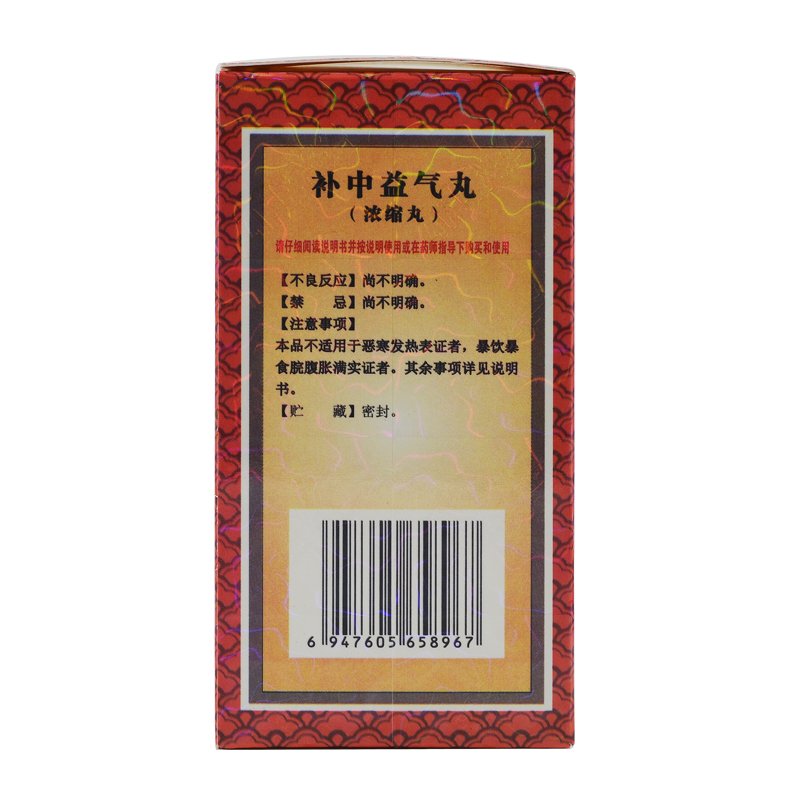 补中益气丸
（浓缩丸）
请仔细阅读说明书并按说明使用或在药师指导下购买和使用
【不良反应】尚不明确。
【禁　　忌】尚不明确。
【注意事项】
本品不适用于恶寒发热表证者，暴饮暴
食脘腹胀满实证者。其余事项详见说明
书。
【贮　　藏】密封。
6 947605 658967